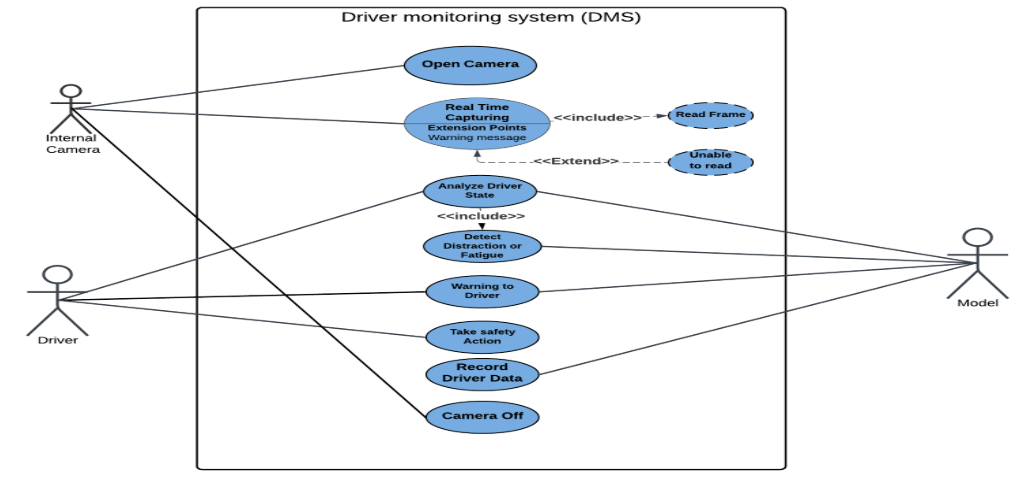 Driver monitoring system (DMS)
Open Camera
Real Time
Capturing
Extension Points
Warning message
<<include>>
Read Frame
<<Extend>>
Unable
to read
Internal
Camera
Analyze Driver
State
<<include>>
Detect
Distraction or
Fatigue
Warning to
Driver
Model
Driver
Take safety
Action
Record
Driver Data
Camera Off